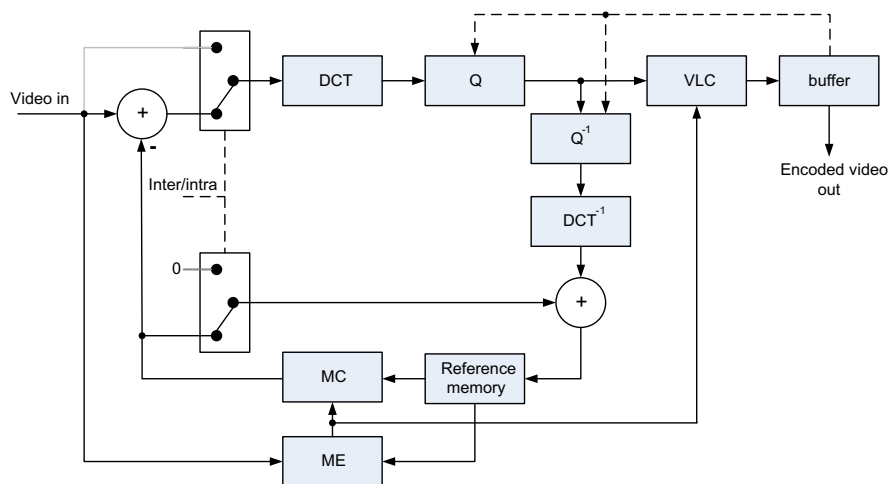 DCT
Q
VLC
buffer
Video in
+
-
Q-1
Encoded video
out
Inter/intra
DCT-1
0
+
MC
Reference
memory
ME